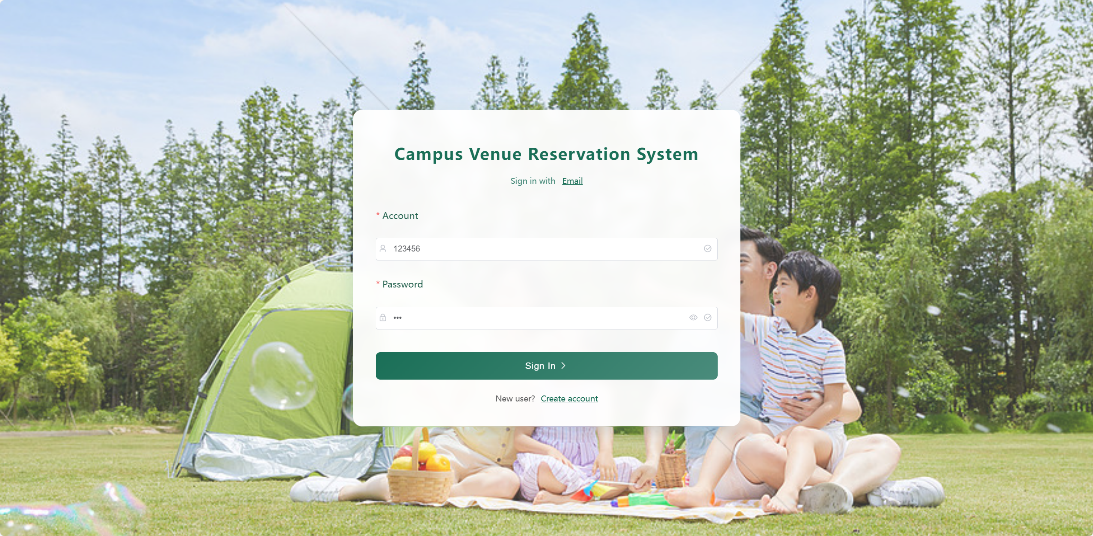 Campus Venue Reservation System
Sign in with Email
* Account
123456
* Password
•••
Sign In >
New user? Create account